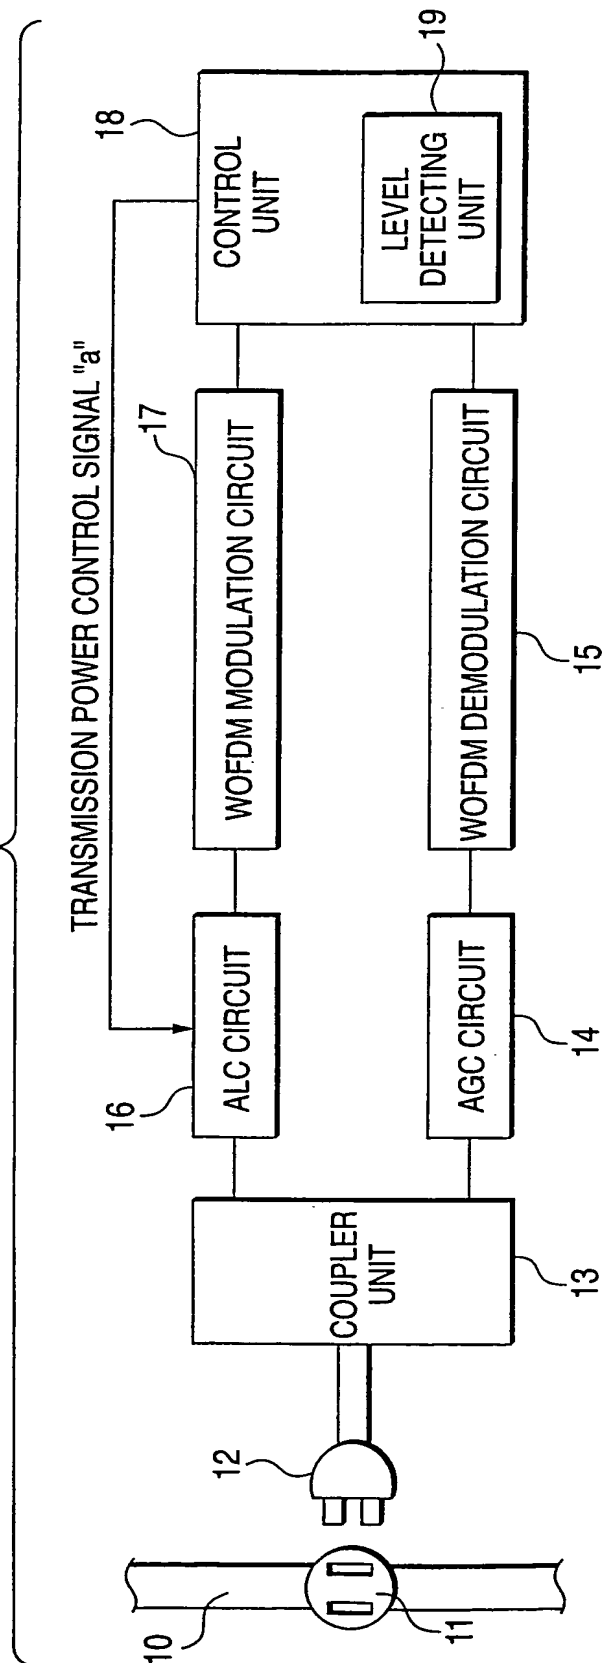 TRANSMISSION POWER CONTROL SIGNAL "a"
10
11
12
COUPLER
UNIT
13
16
ALC CIRCUIT
AGC CIRCUIT
14
17
WOFDM MODULATION CIRCUIT
WOFDM DEMODULATION CIRCUIT
15
18
CONTROL
UNIT
19
LEVEL
DETECTING
UNIT